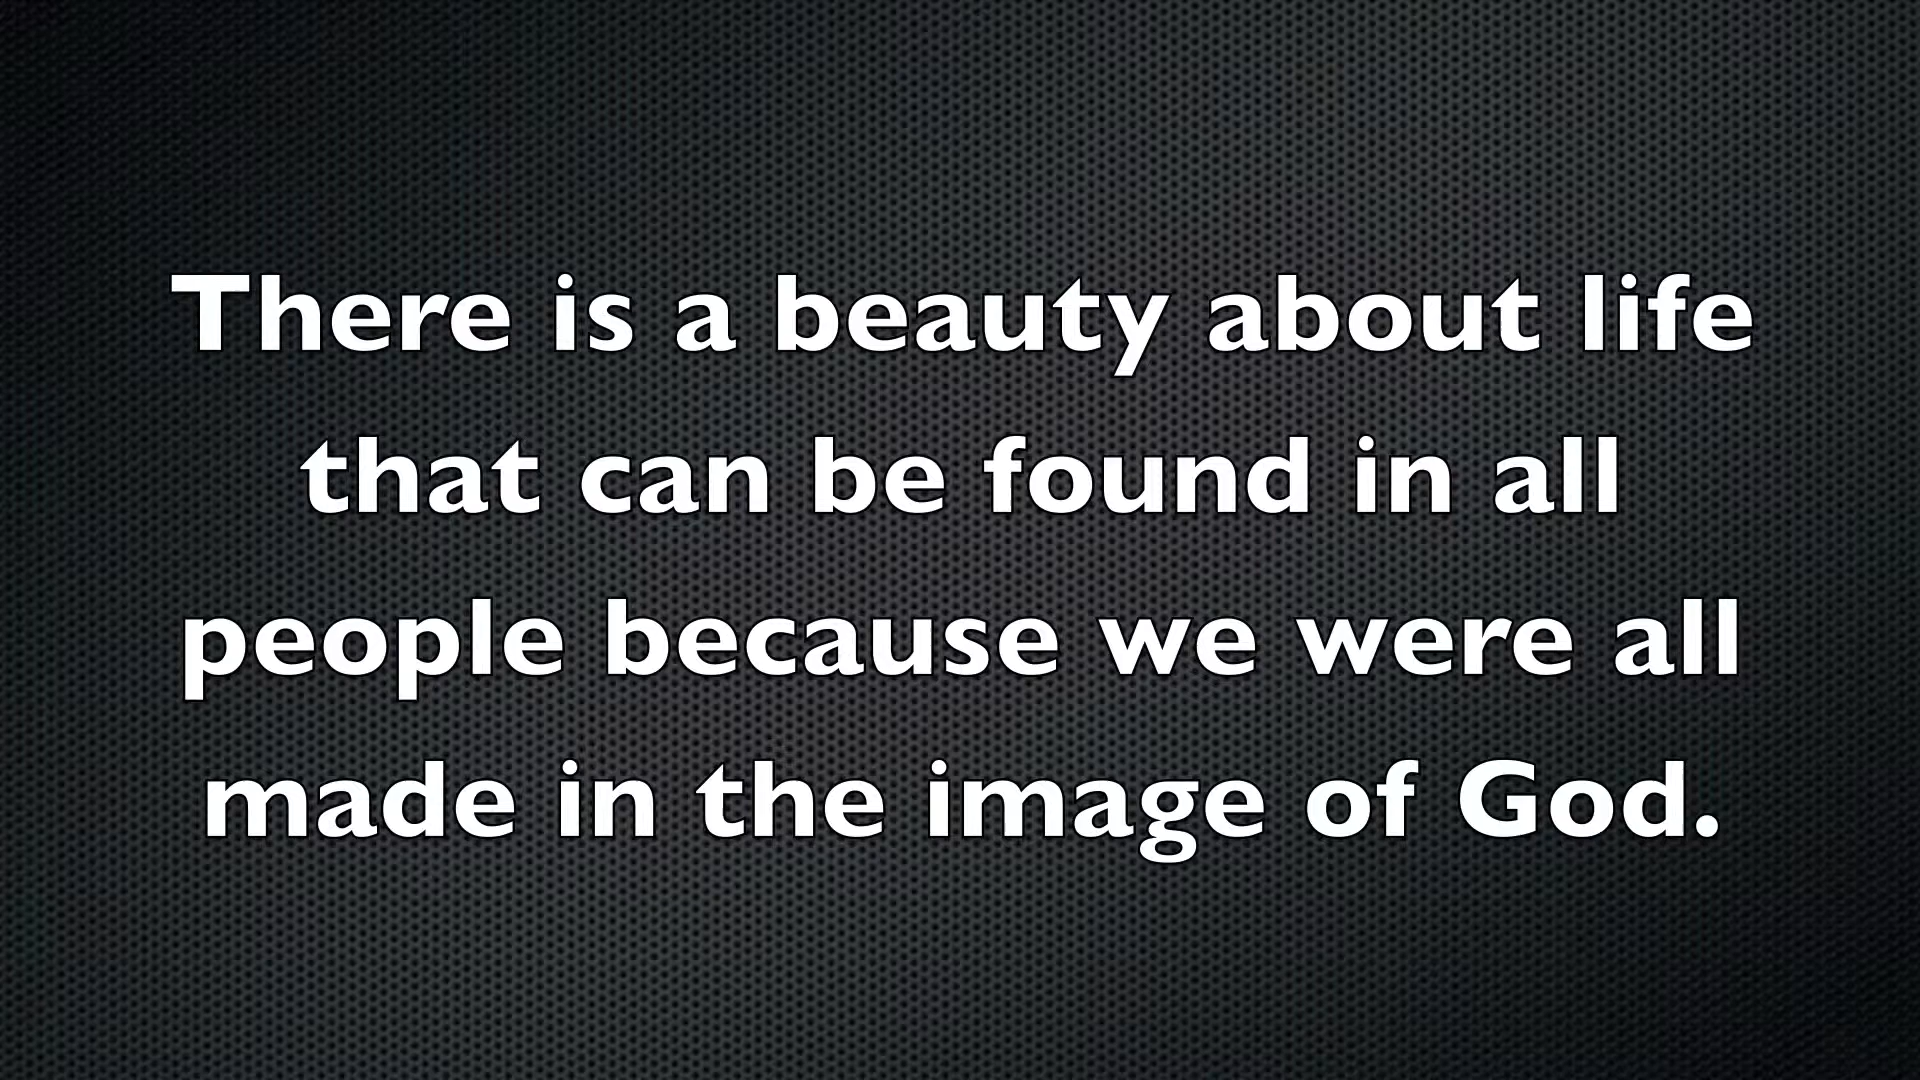 There is a beauty about life
that can be found in all
people because we were all
made in the image of God.